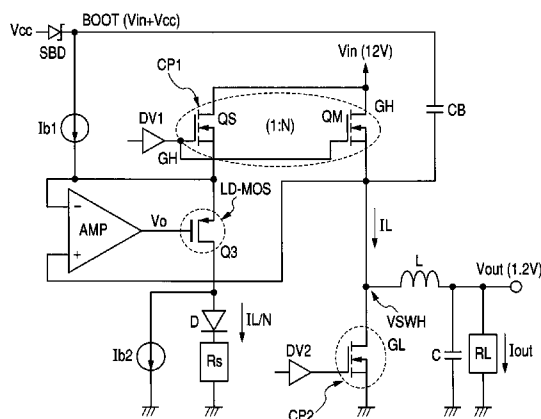 Vcc
SBD
BOOT (Vin+Vcc)
CP1
Vin (12V)
Ib1
DV1
QS
(1:N)
QM
GH
GH
CB
LD-MOS
AMP
−
+
Vo
Q3
IL
L
Vout (1.2V)
D
IL/N
VSWH
Ib2
Rs
DV2
GL
C
RL
Iout
CP2